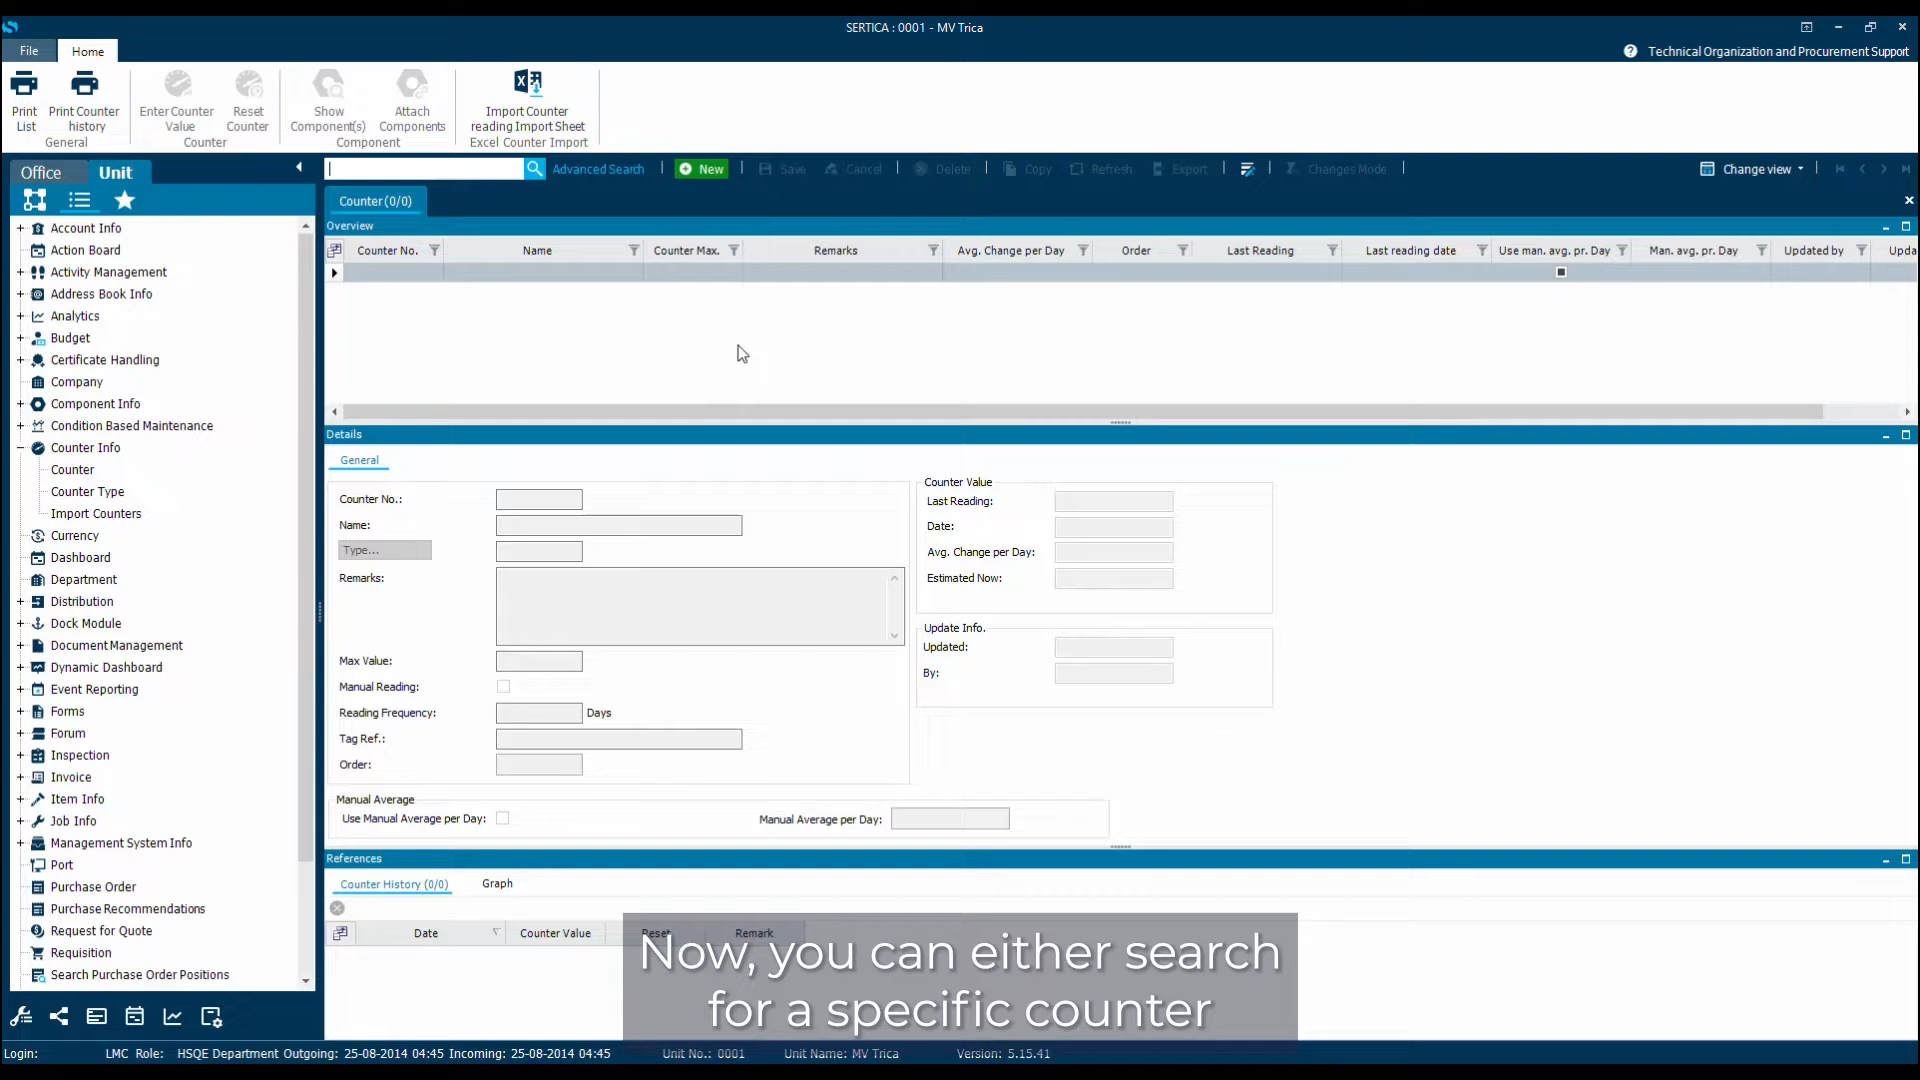 SERTICA : 0001 - MV Trica
File
Home
Technical Organization and Procurement Support
Print List
Print Counter history
General
Enter Counter Value
Reset Counter
Counter
Show Component(s)
Attach Components
Component
Import Counter reading Import Sheet
Excel Counter Import
Office
Unit
Advanced Search
New
Save
Cancel
Delete
Copy
Refresh
Export
Changes Mode
Change view
Account Info
Action Board
Activity Management
Address Book Info
Analytics
Budget
Certificate Handling
Company
Component Info
Condition Based Maintenance
Counter Info
Counter
Counter Type
Import Counters
Currency
Dashboard
Department
Distribution
Dock Module
Document Management
Dynamic Dashboard
Event Reporting
Forms
Forum
Inspection
Invoice
Item Info
Job Info
Management System Info
Port
Purchase Order
Purchase Recommendations
Request for Quote
Requisition
Search Purchase Order Positions
Counter (0/0)
Overview
Counter No.
Name
Counter Max.
Remarks
Avg. Change per Day
Order
Last Reading
Last reading date
Use man. avg. pr. Day
Man. avg. pr. Day
Updated by
Upda
Details
General
Counter No.:
Name:
Type...
Remarks:
Max Value:
Manual Reading:
Reading Frequency:
Days
Tag Ref.:
Order:
Counter Value
Last Reading:
Date:
Avg. Change per Day:
Estimated Now:
Update Info.
Updated:
By:
Manual Average
Use Manual Average per Day:
Manual Average per Day:
References
Counter History (0/0)
Graph
Date
Counter Value
Reset
Remark
Now, you can either search
for a specific counter
Login: LMC Role: HSQE Department Outgoing: 25-08-2014 04:45 Incoming: 25-08-2014 04:45 Unit No.: 0001 Unit Name: MV Trica Version: 5.15.41